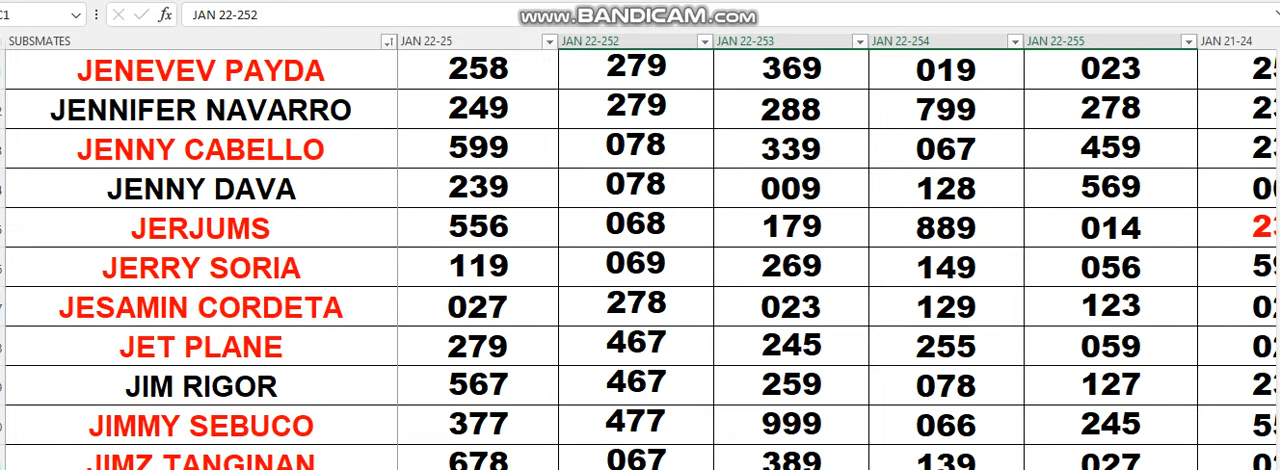 C1 JAN 22-252 www.BANDICAM.com
SUBSMATES JAN 22-25 JAN 22-252 JAN 22-253 JAN 22-254 JAN 22-255 JAN 21-24
JENEVEV PAYDA 258 279 369 019 023
JENNIFER NAVARRO 249 279 288 799 278
JENNY CABELLO 599 078 339 067 459
JENNY DAVA 239 078 009 128 569
JERJUMS 556 068 179 889 014
JERRY SORIA 119 069 269 149 056
JESAMIN CORDETA 027 278 023 129 123
JET PLANE 279 467 245 255 059
JIM RIGOR 567 467 259 078 127
JIMMY SEBUCO 377 477 999 066 245
JIMZ TANGINAN 678 067 389 139 027